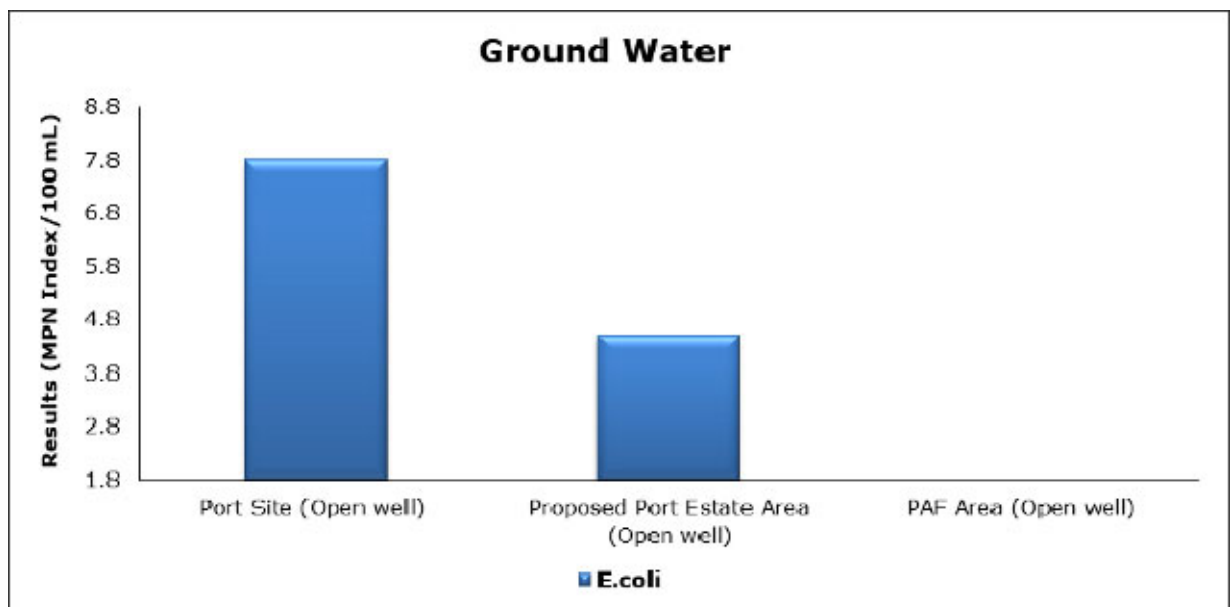 Ground Water
Results (MPN Index/100 mL)
8.8
7.8
6.8
5.8
4.8
3.8
2.8
1.8
Port Site (Open well)
Proposed Port Estate Area
(Open well)
PAF Area (Open well)
E.coli